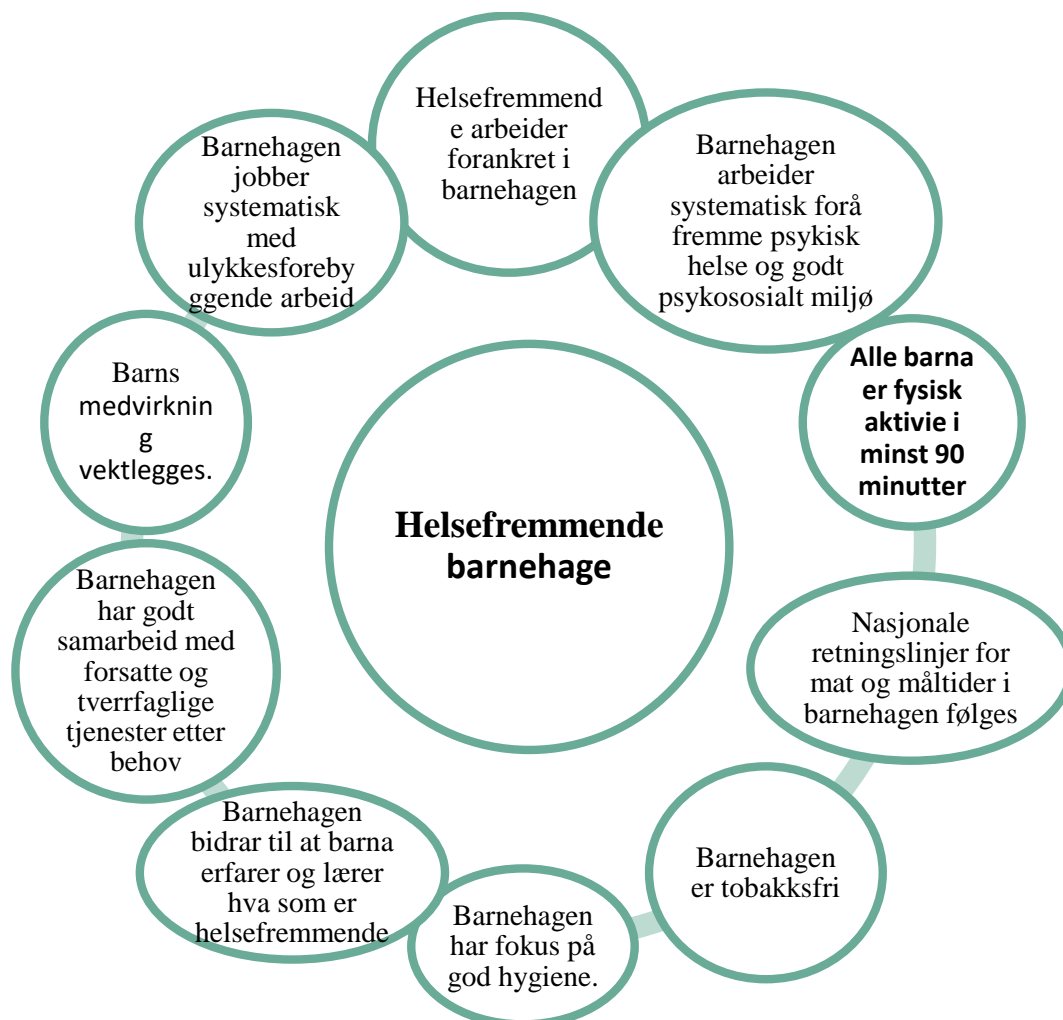 Helsefremmend
e arbeider
forankret i
barnehagen
Barnehagen
arbeider
systematisk forå
fremme psykisk
helse og godt
psykososialt miljø
Alle barna
er fysisk
aktivie i
minst 90
minutter
Nasjonale
retningslinjer for
mat og måltider i
barnehagen følges
Barnehagen
er tobakksfri
Barnehagen
har fokus på
god hygiene.
Barnehagen
bidrar til at barna
erfarer og lærer
hva som er
helsefremmende
Barnehagen
har godt
samarbeid med
forsatte og
tverrfaglige
tjenester etter
behov
Barns
medvirknin
g
vektlegges.
Barnehagen
jobber
systematisk
med
ulykkesforeby
ggende arbeid
Helsefremmende
barnehage